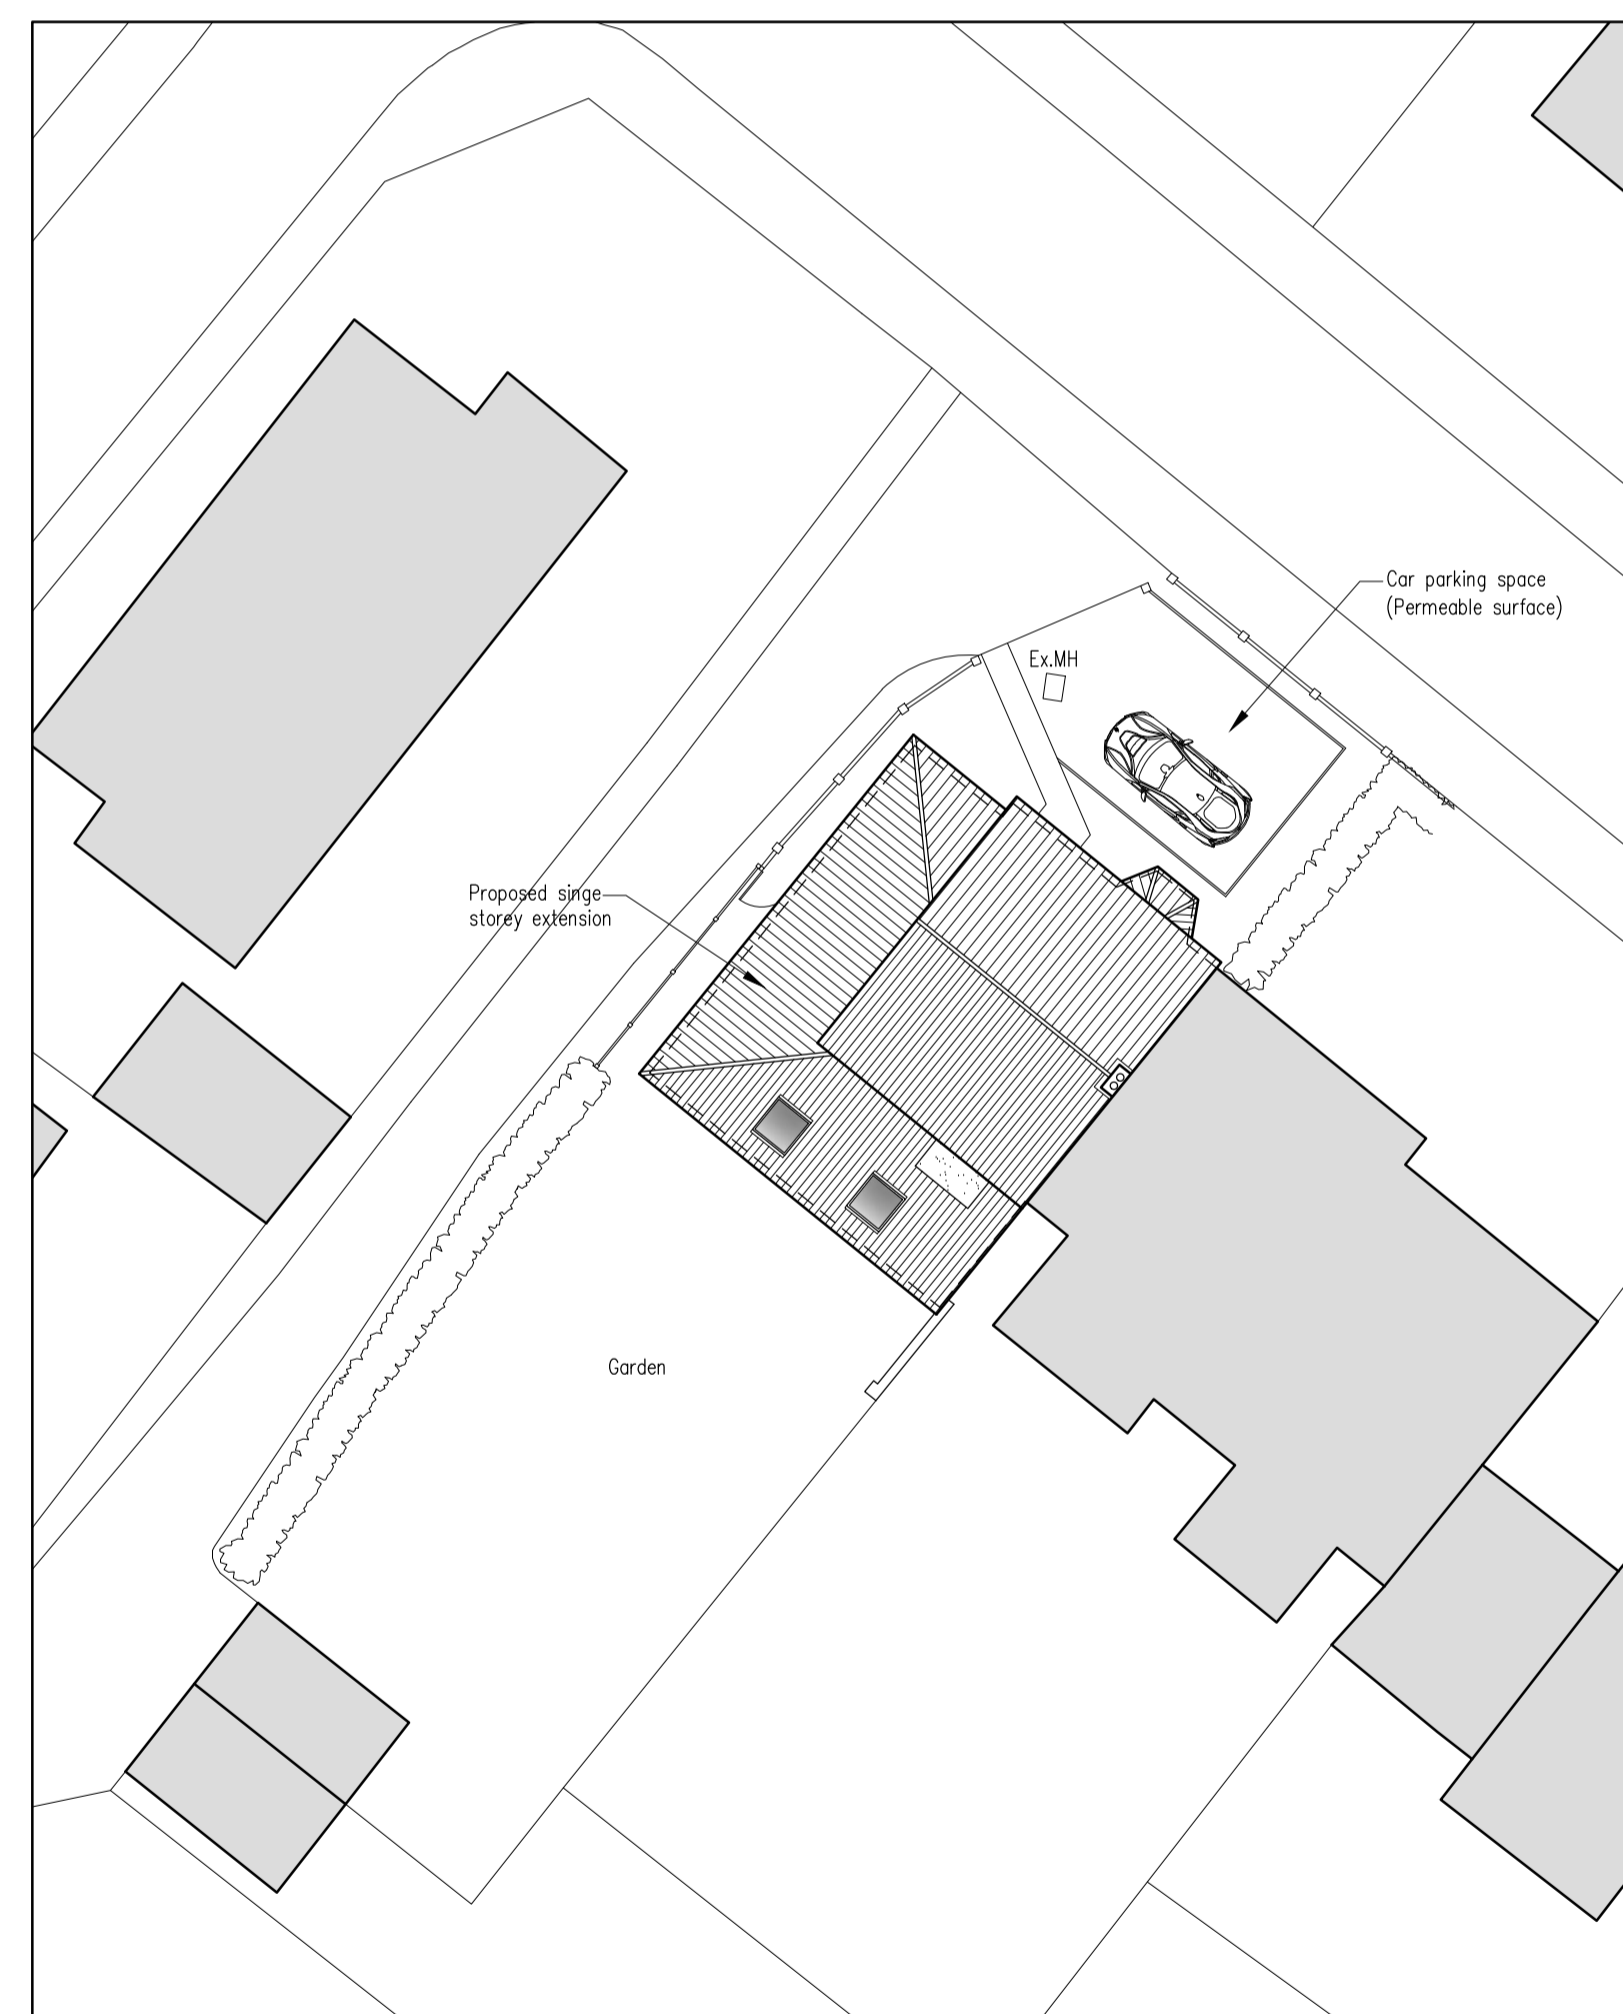 Car parking space
(Permeable surface)
Ex.MH
Proposed singe
storey extension
Garden